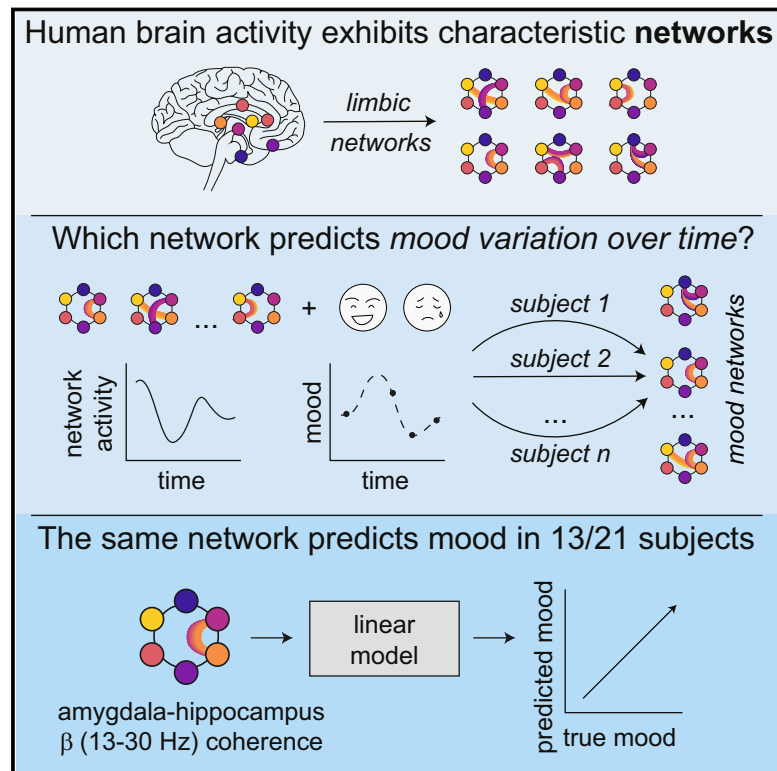 Human brain activity exhibits characteristic networks
limbic
networks
Which network predicts mood variation over time?
...
+
subject 1
subject 2
...
subject n
...
mood networks
network
activity
time
mood
time
The same network predicts mood in 13/21 subjects
amygdala-hippocampus
β (13-30 Hz) coherence
linear
model
predicted mood
true mood